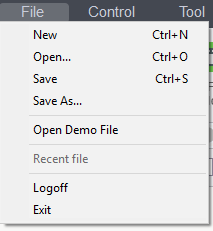 File Control Tool
New Ctrl+N
Open... Ctrl+O
Save Ctrl+S
Save As...
Open Demo File
Recent file
Logoff
Exit